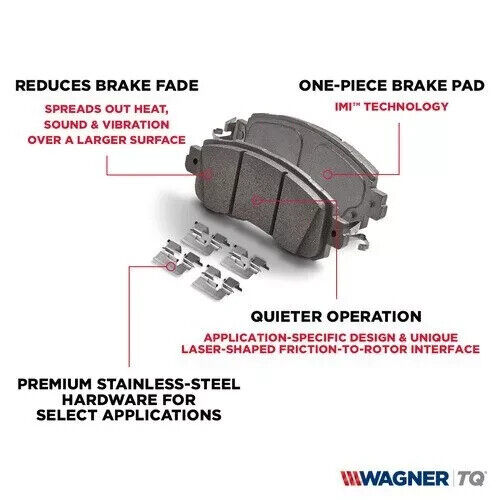 REDUCES BRAKE FADE
SPREADS OUT HEAT,
SOUND & VIBRATION
OVER A LARGER SURFACE
ONE-PIECE BRAKE PAD
IMI™ TECHNOLOGY
QUIETER OPERATION
APPLICATION-SPECIFIC DESIGN & UNIQUE
LASER-SHAPED FRICTION-TO-ROTOR INTERFACE
PREMIUM STAINLESS-STEEL
HARDWARE FOR
SELECT APPLICATIONS
WAGNER TQ